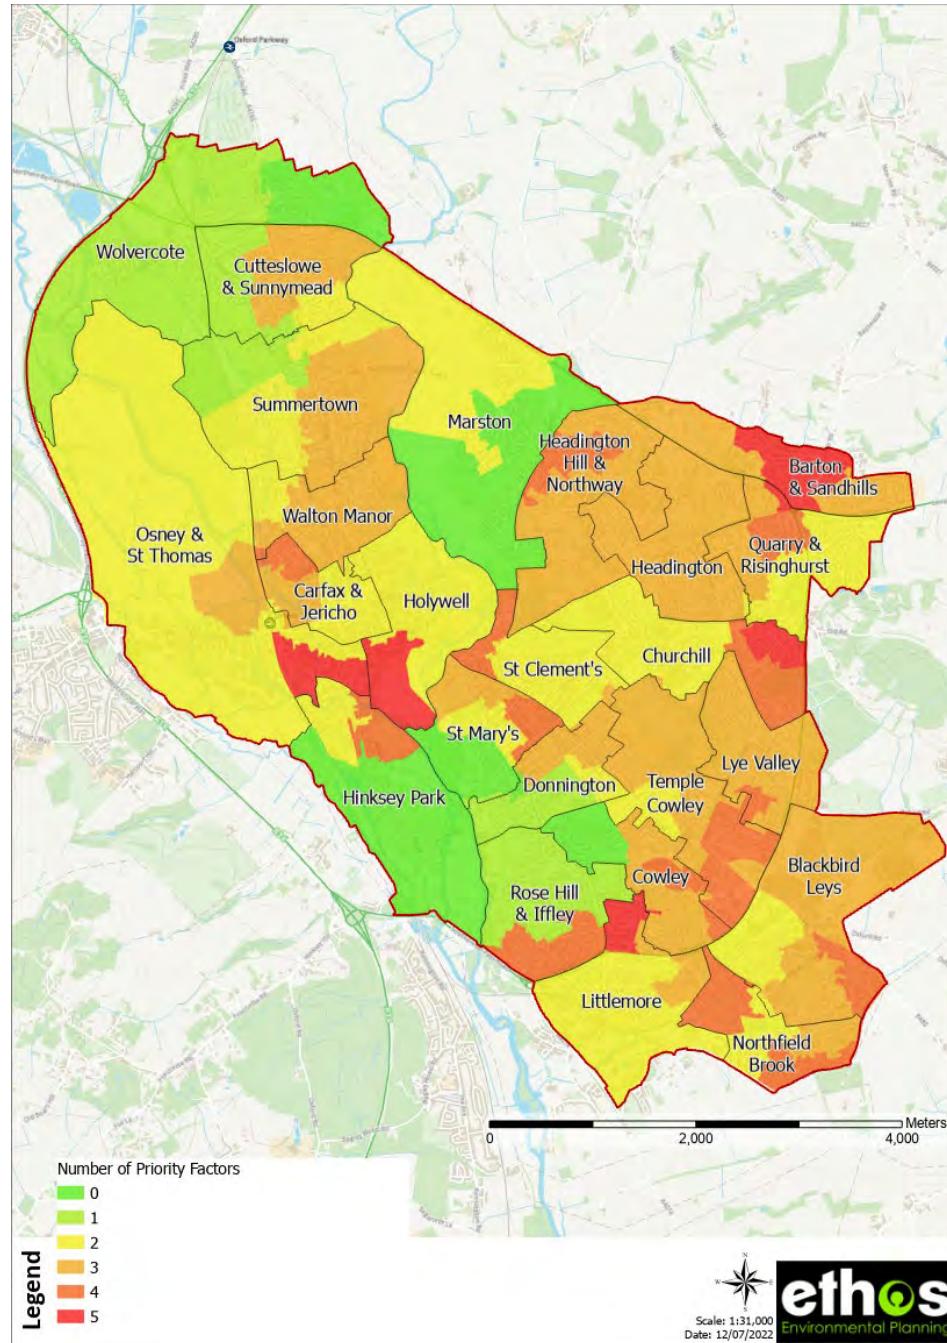 Oxford Parkway
Wolvercote
Cutteslowe
& Sunnymead
Summertown
Marston
Headington
Hill &
Northway
Barton
& Sandhills
Walton Manor
Osney &
St Thomas
Quarry &
Risinghurst
Headington
Carfax &
Jericho
Holywell
St Clement's
Churchill
St Mary's
Lye Valley
Hinksey Park
Donnington
Temple
Cowley
Blackbird
Leys
Cowley
Rose Hill
& Iffley
Littlemore
Northfield
Brook
Meters
0 2,000 4,000
Number of Priority Factors
0
1
2
3
4
5
Legend
N
W E
S
Scale: 1:31,000
Date: 12/07/2022
ethos
Environmental Planning